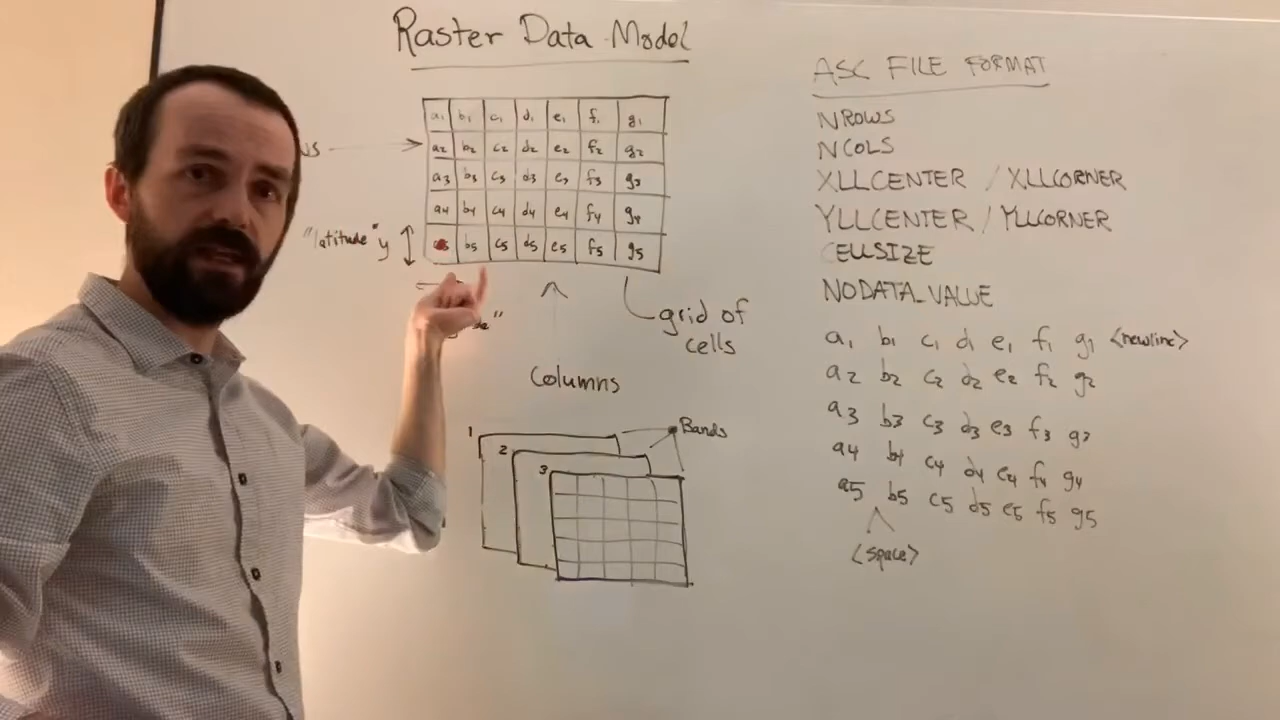 Raster Data Model
a1 b1 c1 d1 e1 f1 g1
a2 b2 c2 d2 e2 f2 g2
a3 b3 c3 d3 e3 f3 g3
a4 b4 c4 d4 e4 f4 g4
b5 c5 d5 e5 f5 g5
"latitude" y
grid of
cells
Columns
1
2
3
Bands
ASC FILE FORMAT
NROWS
NCOLS
XLLCENTER / XLLCORNER
YLLCENTER / YLLCORNER
CELLSIZE
NODATA_VALUE
a1 b1 c1 d1 e1 f1 g1 <newline>
a2 b2 c2 d2 e2 f2 g2
a3 b3 c3 d3 e3 f3 g3
a4 b4 c4 d4 e4 f4 g4
a5 b5 c5 d5 e5 f5 g5
<space>